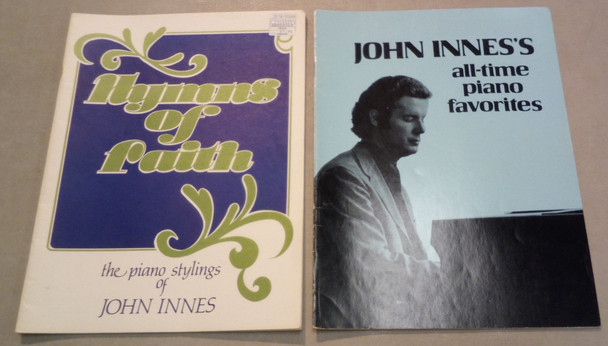 Hymns
of
faith
the piano stylings
of
JOHN INNES
JOHN INNES'S
all-time
piano
favorites